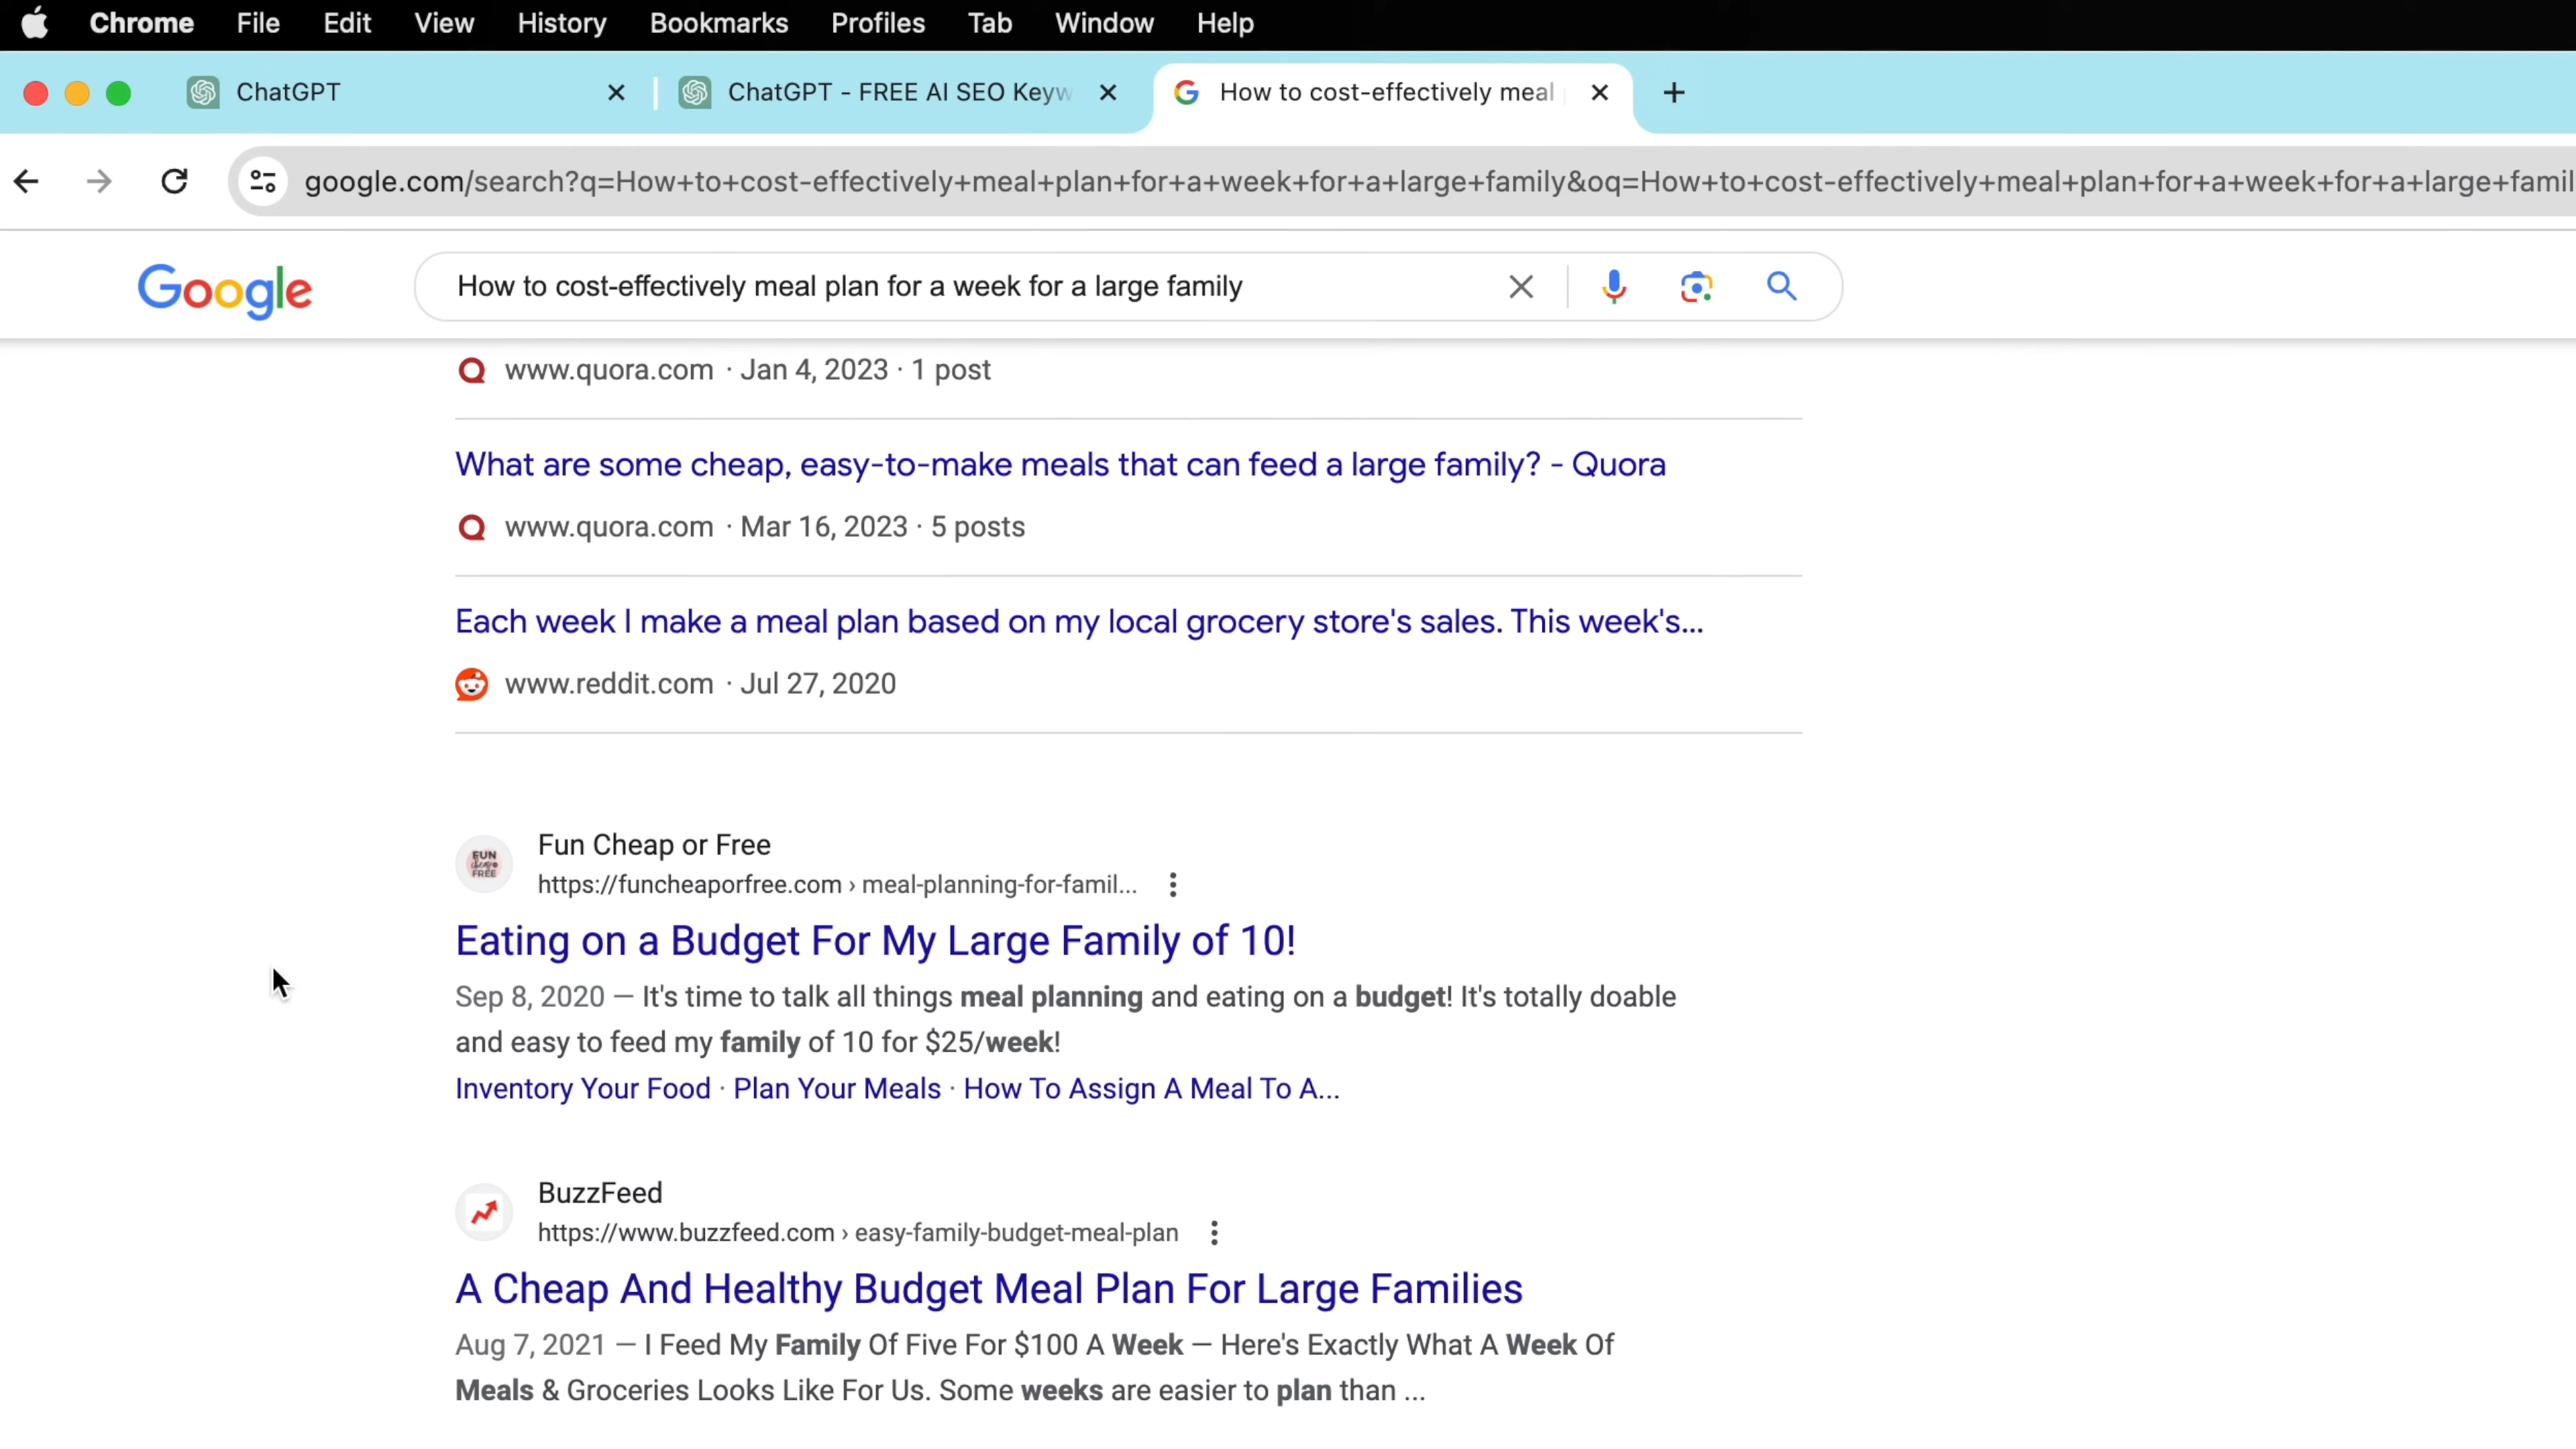 Chrome File Edit View History Bookmarks Profiles Tab Window Help
ChatGPT ChatGPT - FREE AI SEO Keyw How to cost-effectively meal
google.com/search?q=How+to+cost-effectively+meal+plan+for+a+week+for+a+large+family&oq=How+to+cost-effectively+meal+plan+for+a+week+for+a+large+famil
Google How to cost-effectively meal plan for a week for a large family
www.quora.com · Jan 4, 2023 · 1 post
What are some cheap, easy-to-make meals that can feed a large family? - Quora
www.quora.com · Mar 16, 2023 · 5 posts
Each week I make a meal plan based on my local grocery store's sales. This week's...
www.reddit.com · Jul 27, 2020
FUN
cheap or
FREE
Fun Cheap or Free
https://funcheaporfree.com › meal-planning-for-famil...
Eating on a Budget For My Large Family of 10!
Sep 8, 2020 — It's time to talk all things meal planning and eating on a budget! It's totally doable
and easy to feed my family of 10 for $25/week!
Inventory Your Food · Plan Your Meals · How To Assign A Meal To A...
BuzzFeed
https://www.buzzfeed.com › easy-family-budget-meal-plan
A Cheap And Healthy Budget Meal Plan For Large Families
Aug 7, 2021 — I Feed My Family Of Five For $100 A Week — Here's Exactly What A Week Of
Meals & Groceries Looks Like For Us. Some weeks are easier to plan than ...